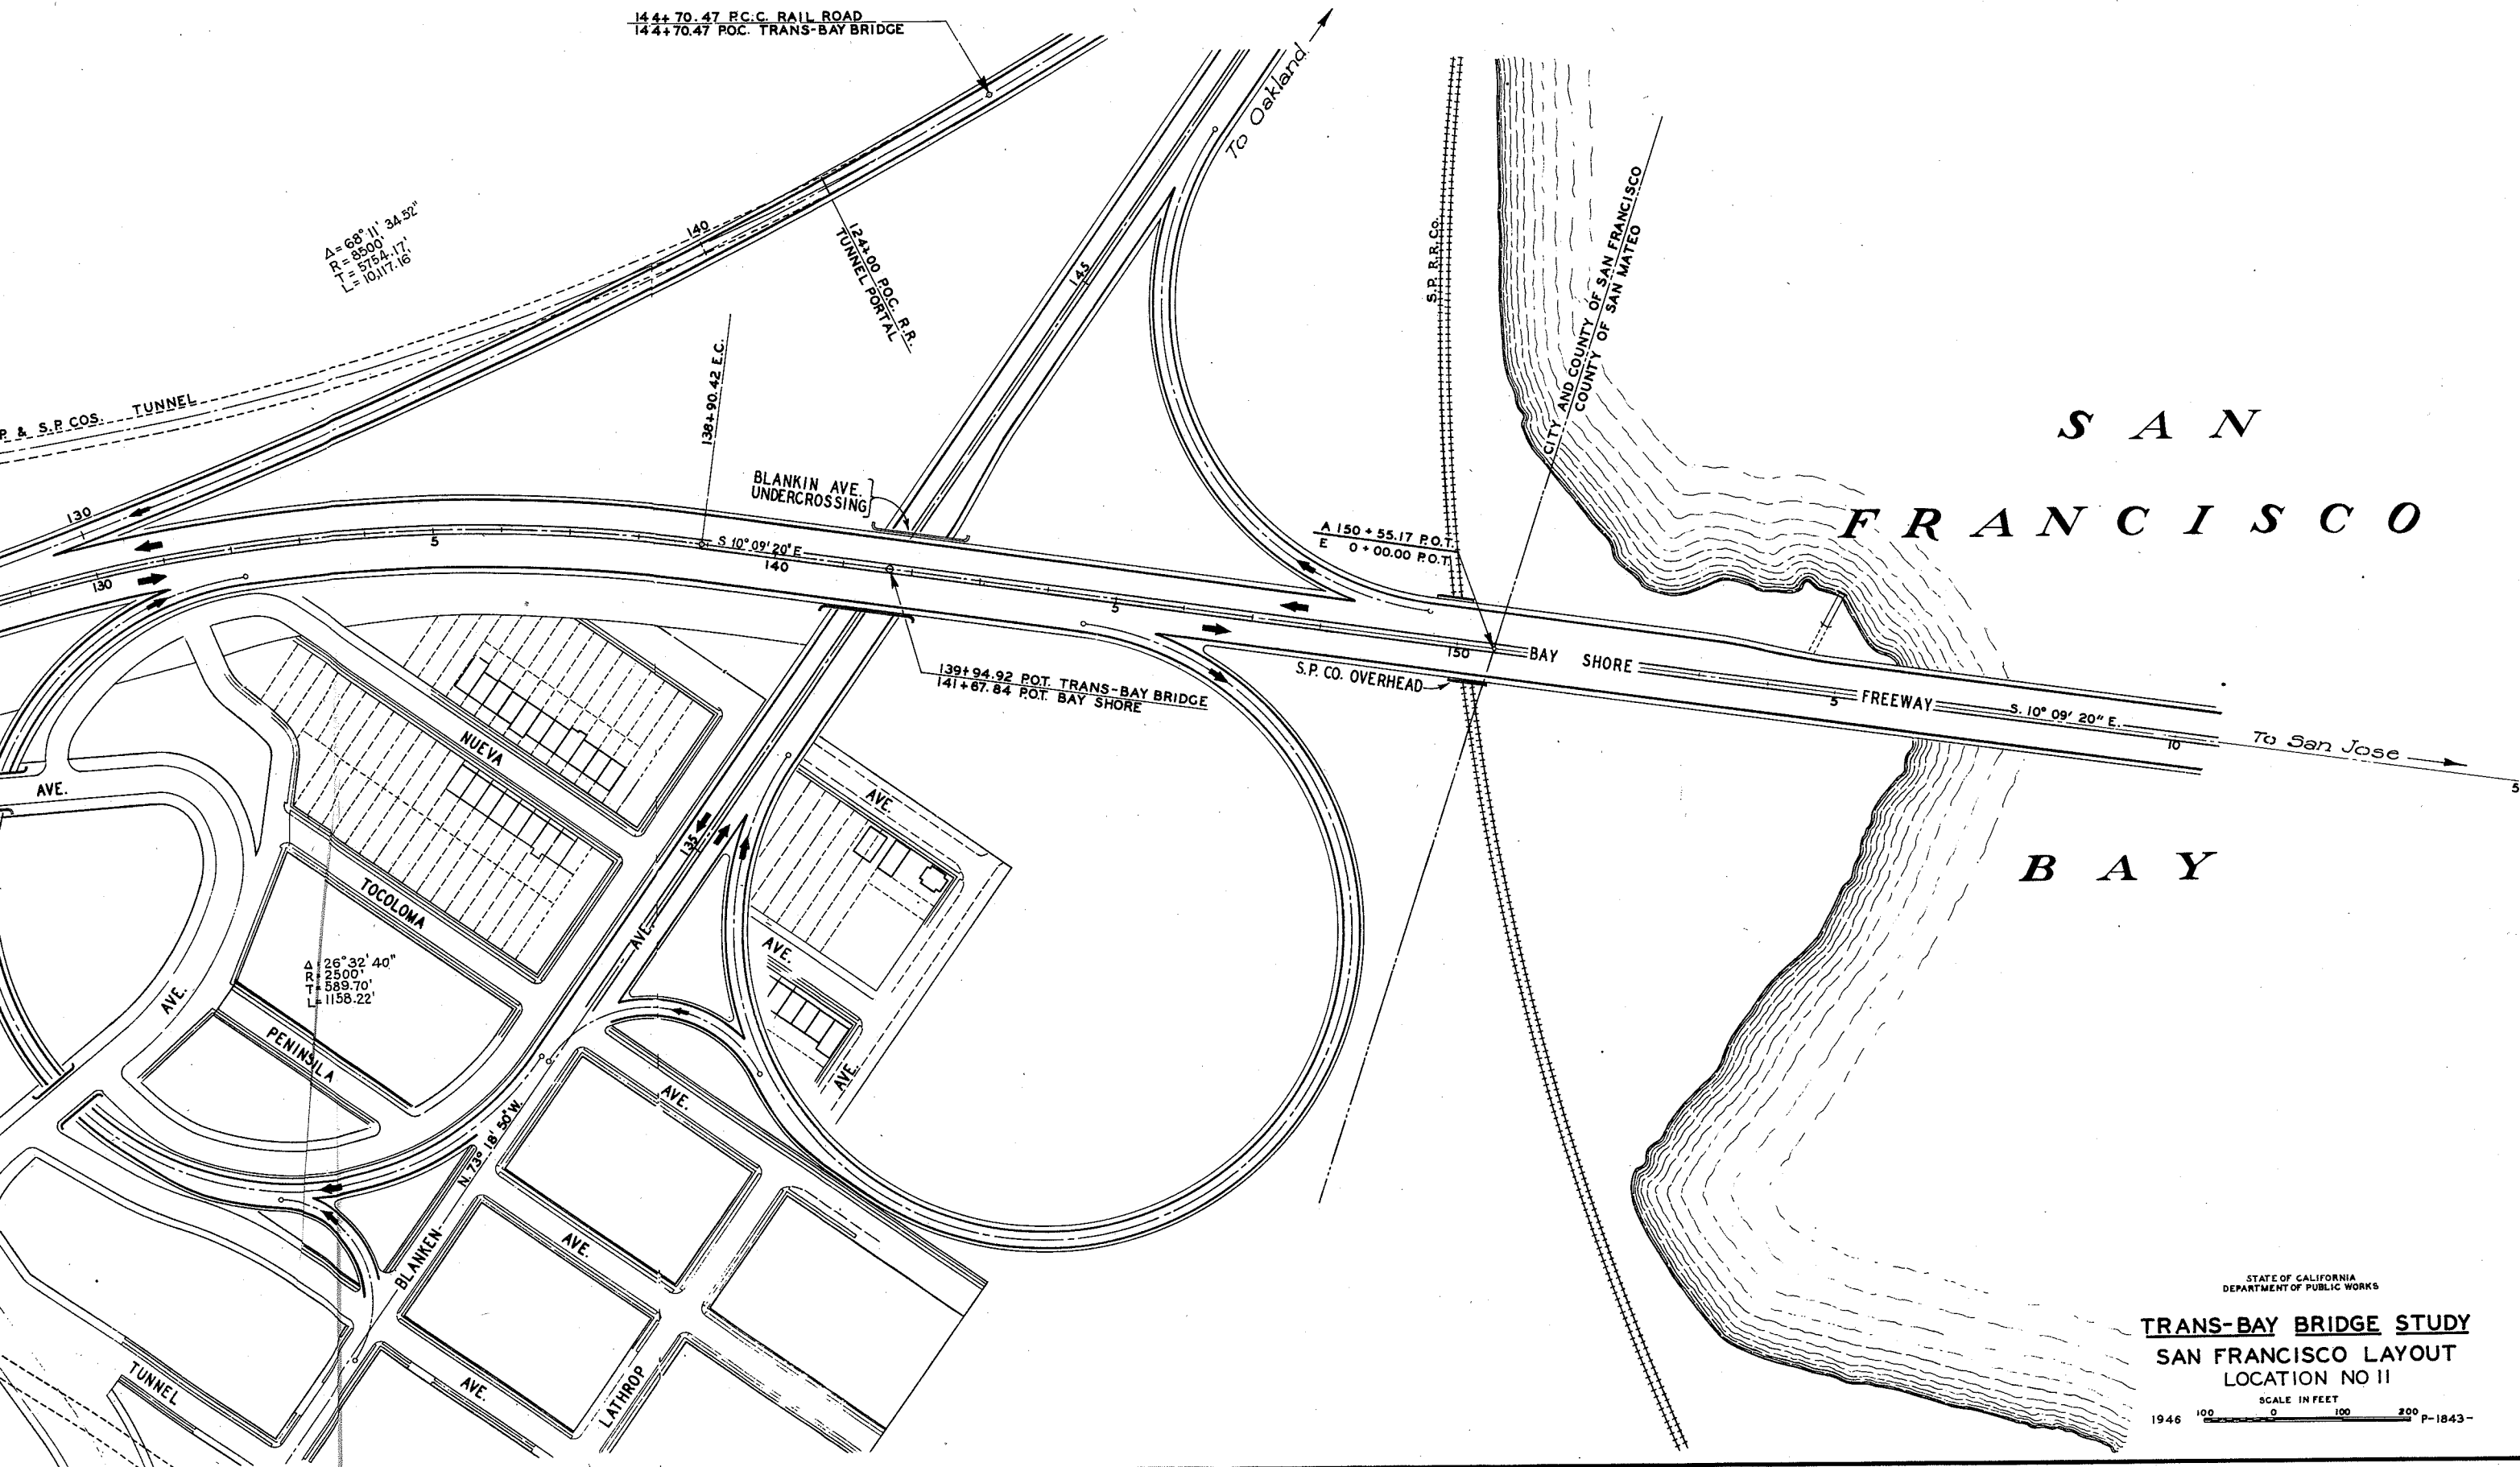 144+70.47 P.C.C. RAIL ROAD
144+70.47 P.O.C. TRANS-BAY BRIDGE
To Oakland
Δ = 68° 11' 34.52"
R = 8500'
T = 5754.17'
L = 10,117.16'
140
124+00 P.O.C. R.R.
TUNNEL PORTAL
145
S.P. R.R. Co.
CITY AND COUNTY OF SAN FRANCISCO
COUNTY OF SAN MATEO
P. & S.P. COS. TUNNEL
138+90.42 E.C.
SAN
FRANCISCO
BAY
BLANKIN AVE.
UNDERCROSSING
130
5
S 10° 09' 20" E
140
130
A 150 + 55.17 P.O.T.
E 0 + 00.00 P.O.T.
5
150
BAY SHORE FREEWAY
5
S. 10° 09' 20" E.
10
To San Jose
5
S.P. CO. OVERHEAD
139+94.92 P.O.T. TRANS-BAY BRIDGE
141+67.84 P.O.T. BAY SHORE
NUEVA
AVE.
AVE.
135
TOCOLOMA
AVE.
AVE.
Δ = 26° 32' 40"
R = 2500'
T = 589.70'
L = 1158.22'
AVE.
PENINSULA
AVE.
AVE.
N. 73° 18' 50" W.
BLANKEN
AVE.
TUNNEL
AVE.
LATHROP
STATE OF CALIFORNIA
DEPARTMENT OF PUBLIC WORKS
TRANS-BAY BRIDGE STUDY
SAN FRANCISCO LAYOUT
LOCATION NO 11
SCALE IN FEET
1946 100 0 100 200 P-1843-